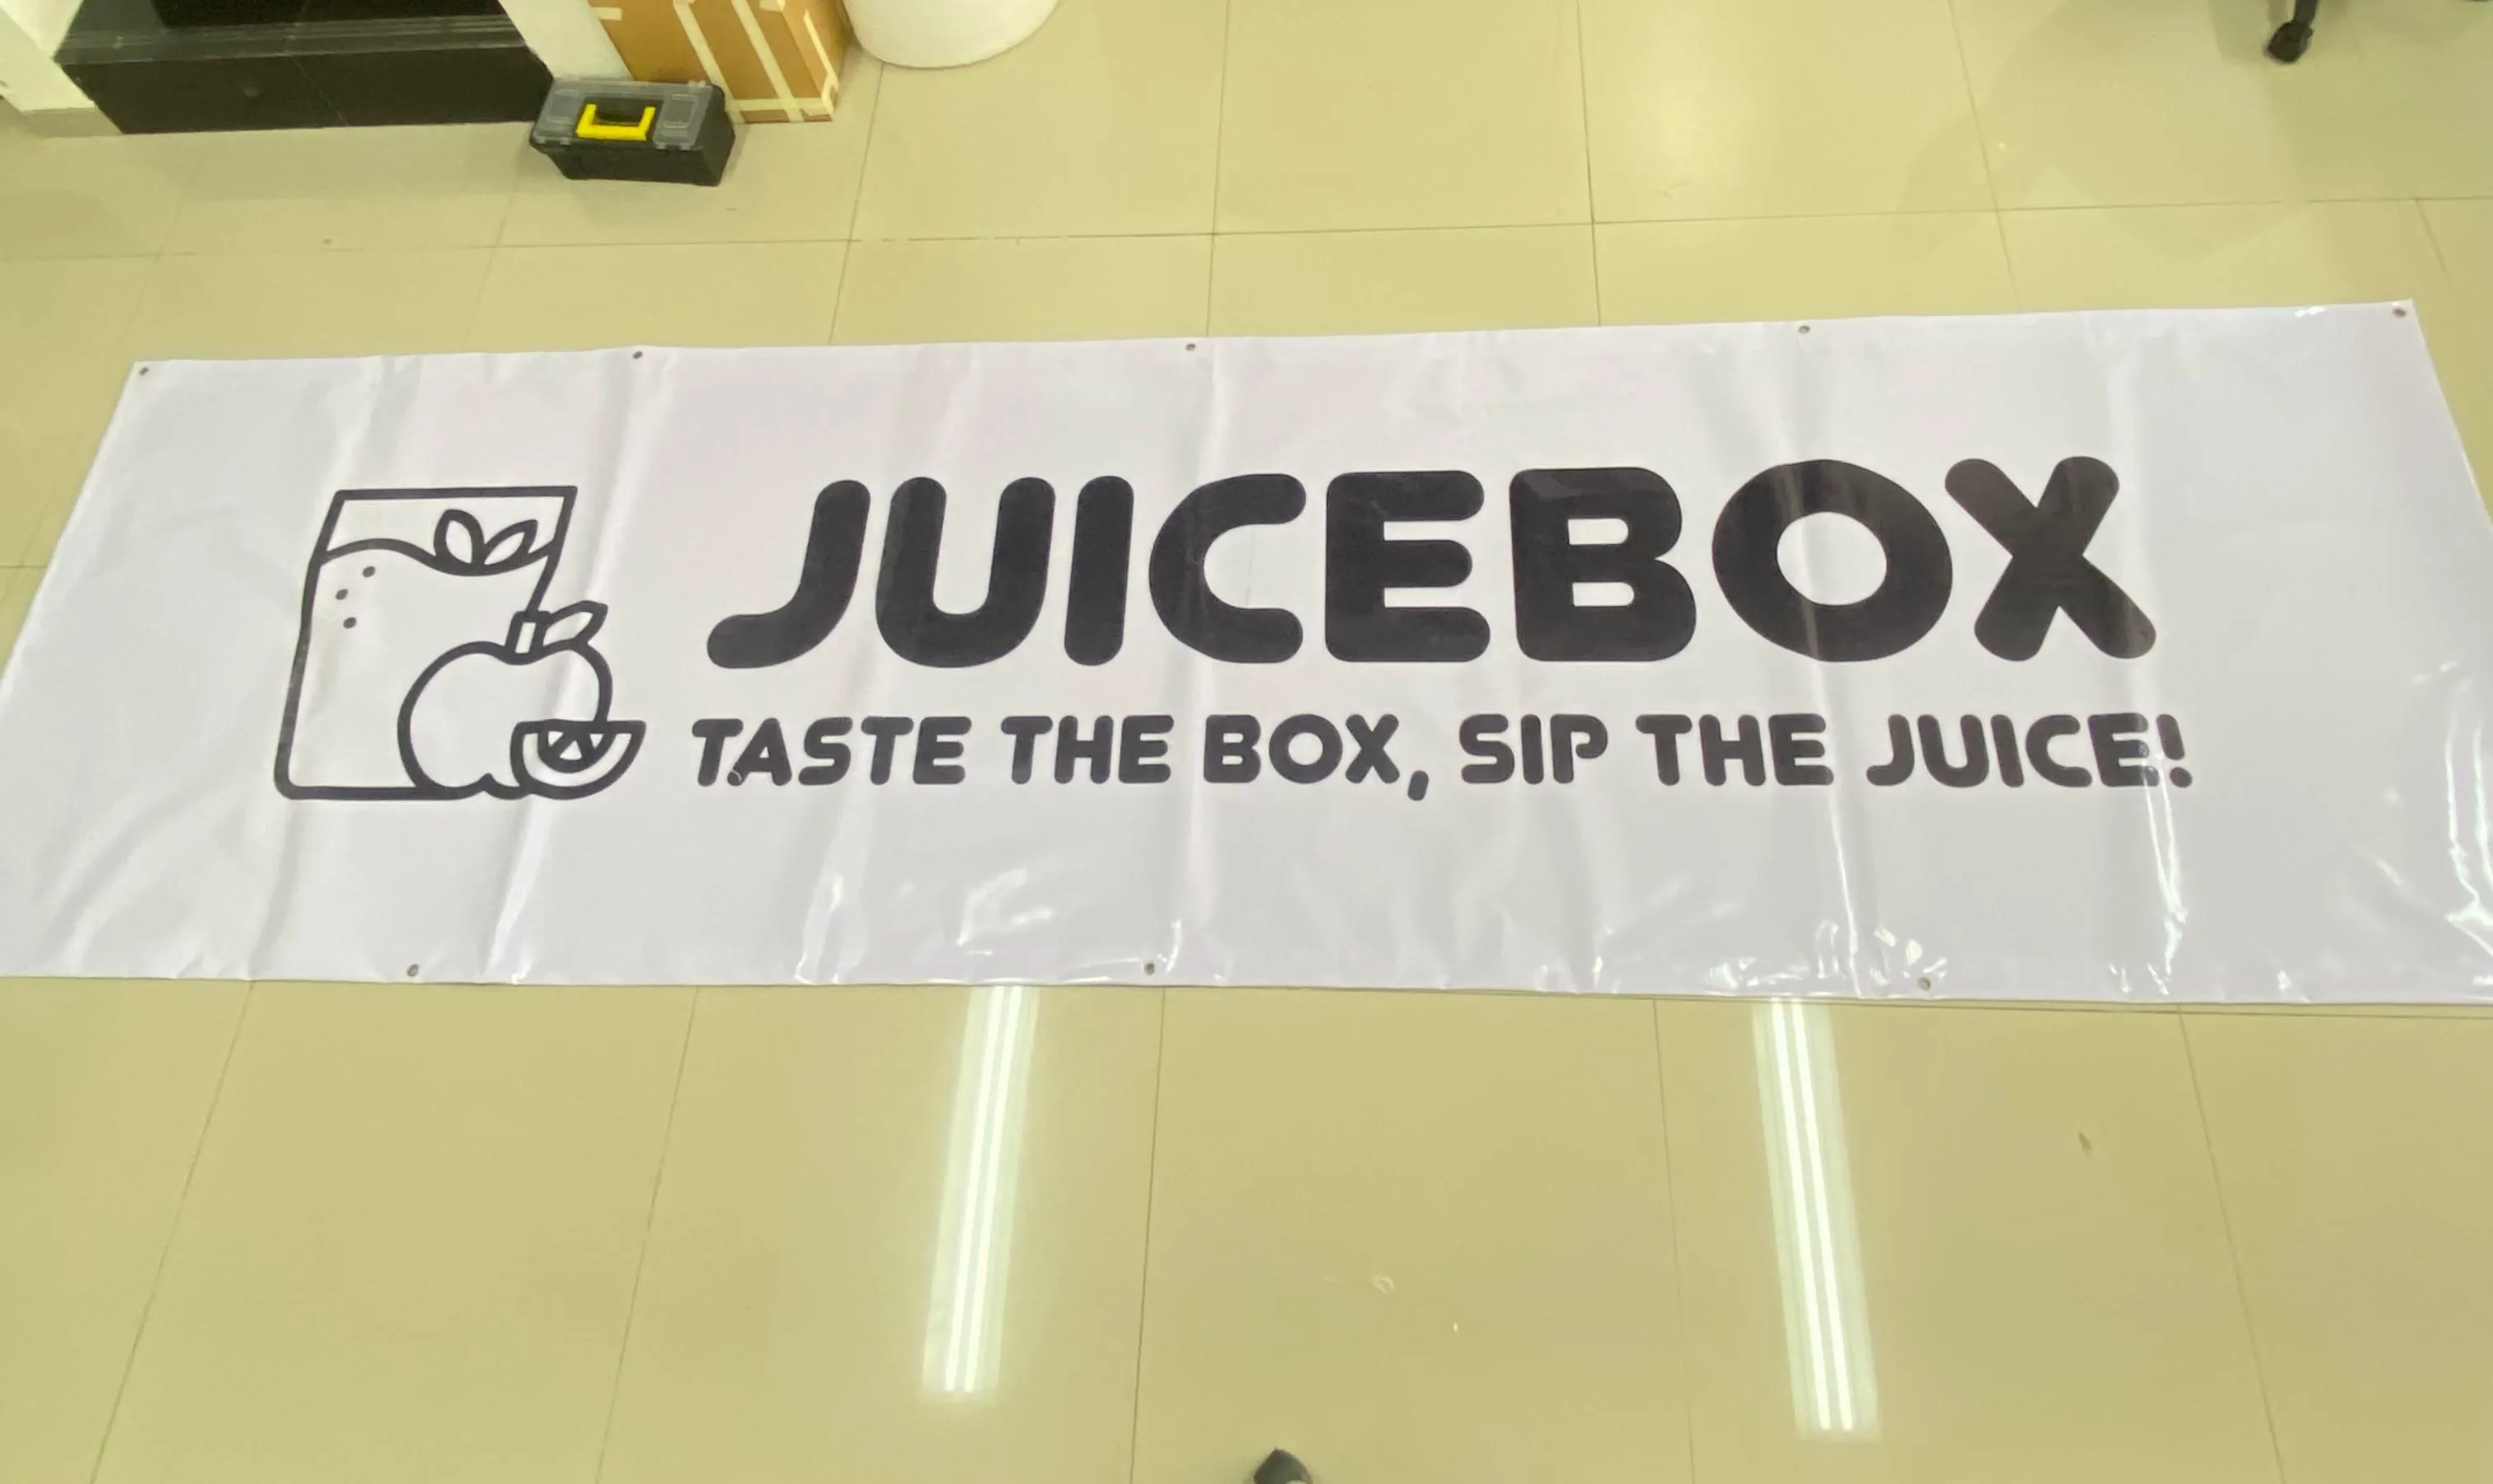 JUICEBOX
TASTE THE BOX, SIP THE JUICE!